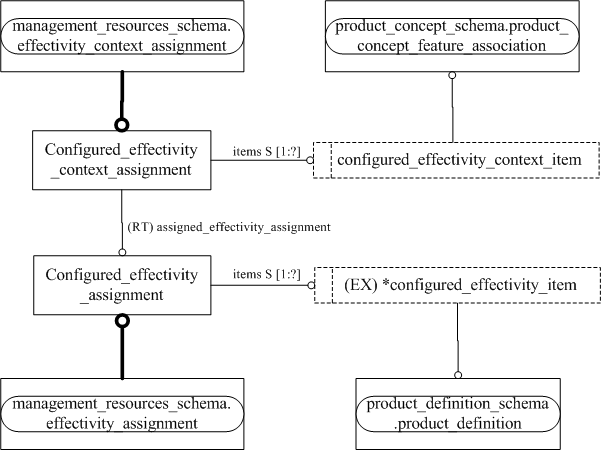 management_resources_schema.
effectivity_context_assignment
product_concept_schema.product_
concept_feature_association
Configured_effectivity
_context_assignment
items S [1:?]
configured_effectivity_context_item
(RT) assigned_effectivity_assignment
Configured_effectivity
_assignment
items S [1:?]
(EX) *configured_effectivity_item
management_resources_schema.
effectivity_assignment
product_definition_schema
.product_definition